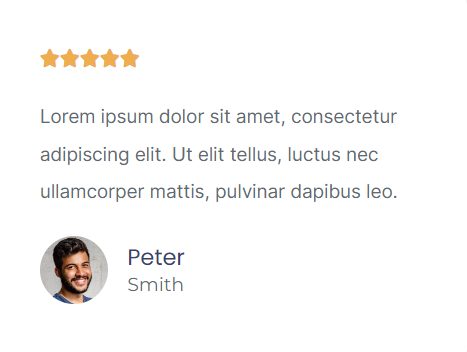 Lorem ipsum dolor sit amet, consectetur
adipiscing elit. Ut elit tellus, luctus nec
ullamcorper mattis, pulvinar dapibus leo.
Peter
Smith